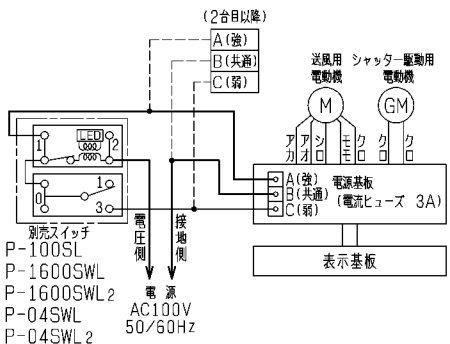 (2台目以降)
A(強)
B(共通)
C(弱)
送風用
電動機
シャッター駆動用
電動機
M
GM
アカ
アオ
シロ
モモ
クロ
クロ
クロ
LED
1
2
0
1
3
別売スイッチ
P-100SL
P-1600SWL
P-1600SWL2
P-04SWL
P-04SWL2
電圧側
接地側
電源
AC100V
50/60Hz
A(強)
B(共通)
C(弱)
電源基板
(電流ヒューズ 3A)
表示基板